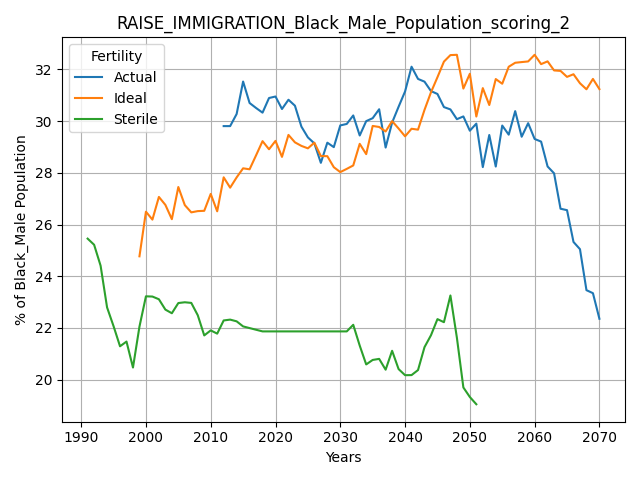 RAISE_IMMIGRATION_Black_Male_Population_scoring_2
Fertility
Actual
Ideal
Sterile
% of Black_Male Population
32
30
28
26
24
22
20
1990 2000 2010 2020 2030 2040 2050 2060 2070
Years